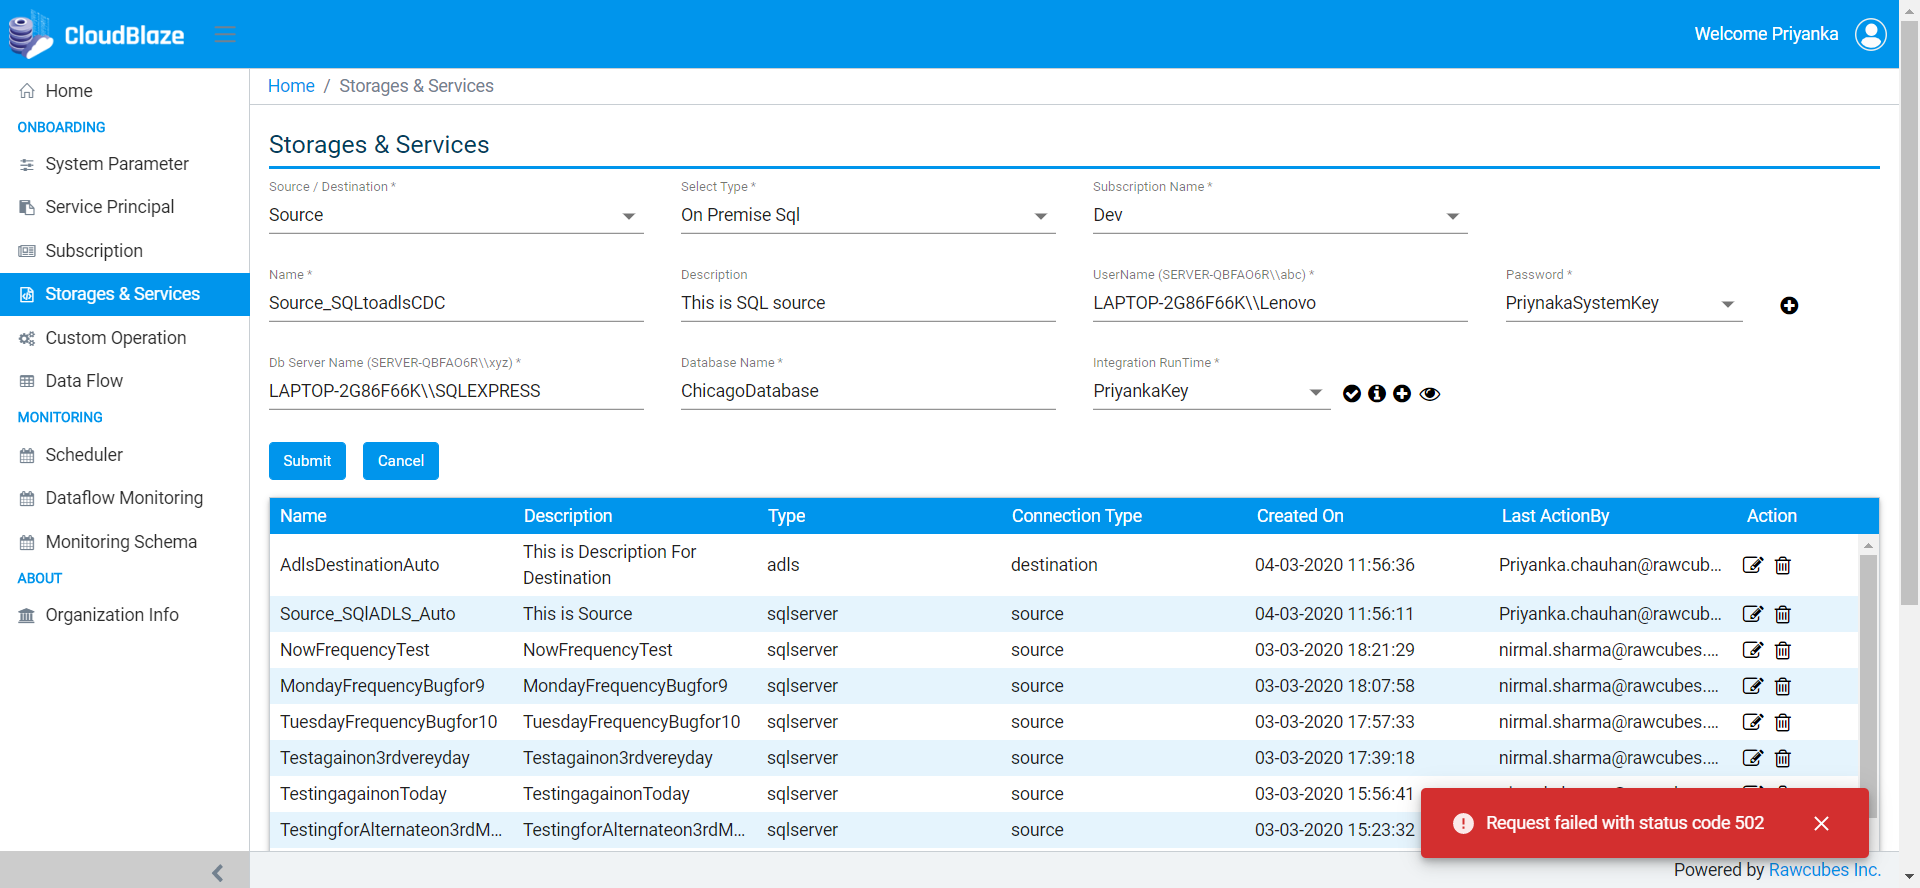 CloudBlaze
Welcome Priyanka
Home
ONBOARDING
System Parameter
Service Principal
Subscription
Storages & Services
Custom Operation
Data Flow
MONITORING
Scheduler
Dataflow Monitoring
Monitoring Schema
ABOUT
Organization Info
Home / Storages & Services
Storages & Services
Source / Destination * Select Type * Subscription Name *
Source On Premise Sql Dev
Name * Description UserName (SERVER-QBFAO6R\\abc) * Password *
Source_SQLtoadlsCDC This is SQL source LAPTOP-2G86F66K\\Lenovo PriynakaSystemKey
Db Server Name (SERVER-QBFAO6R\\xyz) * Database Name * Integration RunTime *
LAPTOP-2G86F66K\\SQLEXPRESS ChicagoDatabase PriyankaKey
Submit Cancel
Name Description Type Connection Type Created On Last ActionBy Action
AdlsDestinationAuto This is Description For Destination adls destination 04-03-2020 11:56:36 Priyanka.chauhan@rawcub...
Source_SQlADLS_Auto This is Source sqlserver source 04-03-2020 11:56:11 Priyanka.chauhan@rawcub...
NowFrequencyTest NowFrequencyTest sqlserver source 03-03-2020 18:21:29 nirmal.sharma@rawcubes....
MondayFrequencyBugfor9 MondayFrequencyBugfor9 sqlserver source 03-03-2020 18:07:58 nirmal.sharma@rawcubes....
TuesdayFrequencyBugfor10 TuesdayFrequencyBugfor10 sqlserver source 03-03-2020 17:57:33 nirmal.sharma@rawcubes....
Testagainon3rdvereyday Testagainon3rdvereyday sqlserver source 03-03-2020 17:39:18 nirmal.sharma@rawcubes....
TestingagainonToday TestingagainonToday sqlserver source 03-03-2020 15:56:41
TestingforAlternateon3rdM... TestingforAlternateon3rdM... sqlserver source 03-03-2020 15:23:32
Request failed with status code 502
Powered by Rawcubes Inc.